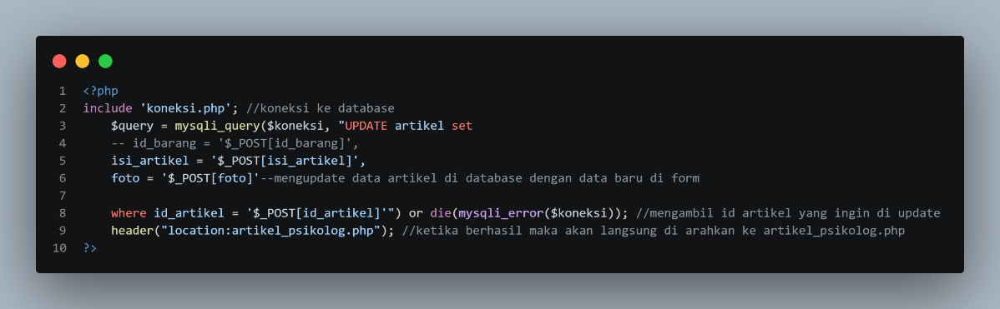 1 <?php
2 include 'koneksi.php'; //koneksi ke database
3 $query = mysqli_query($koneksi, "UPDATE artikel set
4 -- id_barang = '$_POST[id_barang]',
5 isi_artikel = '$_POST[isi_artikel]',
6 foto = '$_POST[foto]'--mengupdate data artikel di database dengan data baru di form
7
8 where id_artikel = '$_POST[id_artikel]'") or die(mysqli_error($koneksi)); //mengambil id artikel yang ingin di update
9 header("location:artikel_psikolog.php"); //ketika berhasil maka akan langsung di arahkan ke artikel_psikolog.php
10 ?>